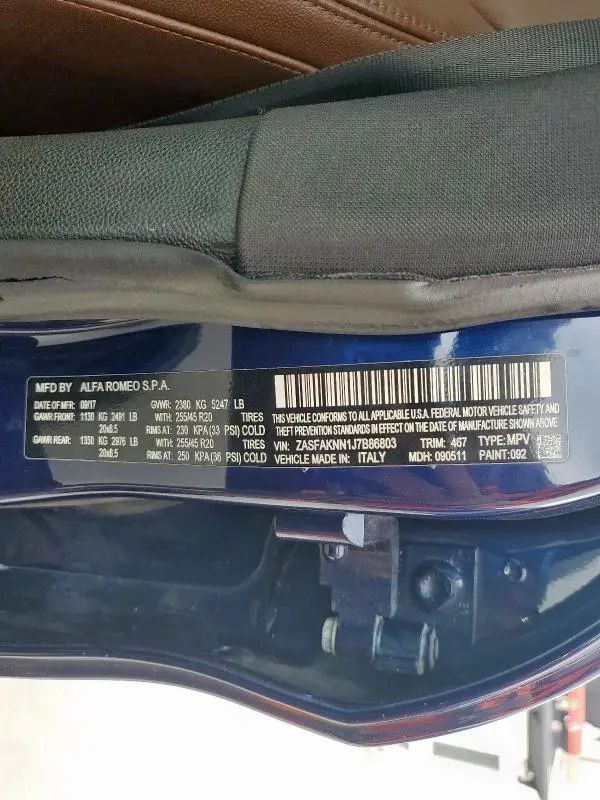 MFD BY ALFA ROMEO S.P.A.
DATE OF MFR: 09/17 GVWR: 2380 KG 5247 LB
GAWR FRONT: 1130 KG 2491 LB WITH: 255/45 R20 TIRES
20x8.5 RIMS AT: 230 KPA(33 PSI) COLD
GAWR REAR: 1350 KG 2976 LB WITH: 255/45 R20 TIRES
20x8.5 RIMS AT: 250 KPA(36 PSI) COLD
THIS VEHICLE CONFORMS TO ALL APPLICABLE U.S.A. FEDERAL MOTOR VEHICLE SAFETY,
BUMPER, AND THEFT PREVENTION STANDARDS IN EFFECT ON THE DATE OF MANUFACTURE SHOWN ABOVE
VIN: ZASFAKNN1J7B86803 TRIM: 467 TYPE: MPV
VEHICLE MADE IN: ITALY MDH: 090511 PAINT: 092